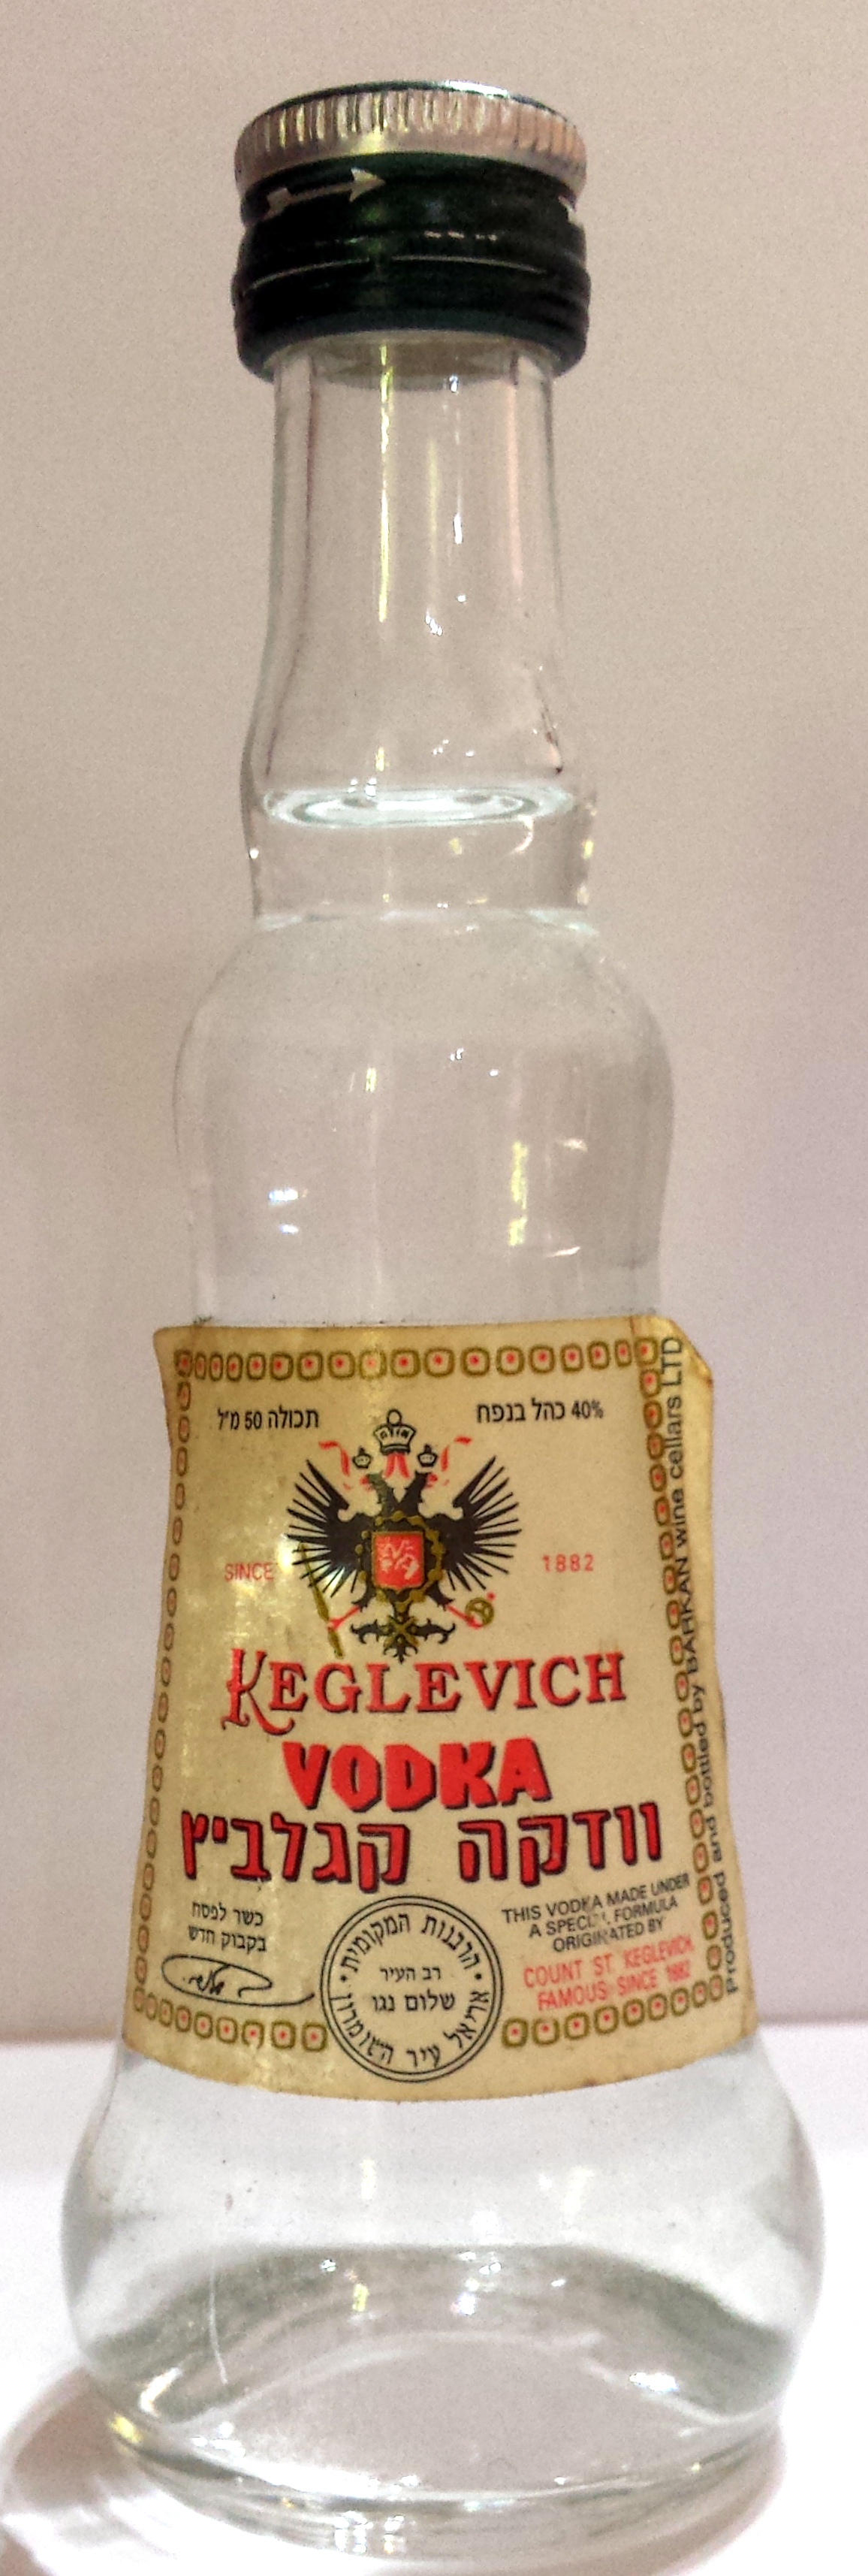 תכולה 50 מ"ל
40% כהל בנפח
SINCE 1882
KEGLEVICH
VODKA
וודקה קגלביץ
כשר לפסח
בקבוק חדש
הרבנות המקומית
רב העיר
שלום נגו
אריאל עיר השומרון
THIS VODKA MADE UNDER
A SPECIAL FORMULA
ORIGINATED BY
COUNT ST. KEGLEVICH
FAMOUS SINCE 1882
Produced and bottled by BARKAN wine cellars LTD